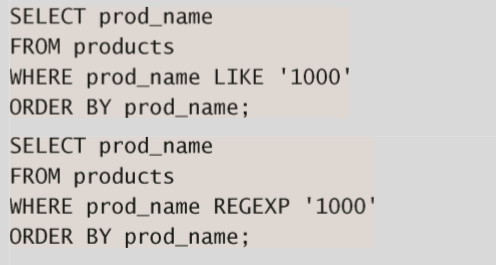 SELECT prod_name
FROM products
WHERE prod_name LIKE '1000'
ORDER BY prod_name;
SELECT prod_name
FROM products
WHERE prod_name REGEXP '1000'
ORDER BY prod_name;